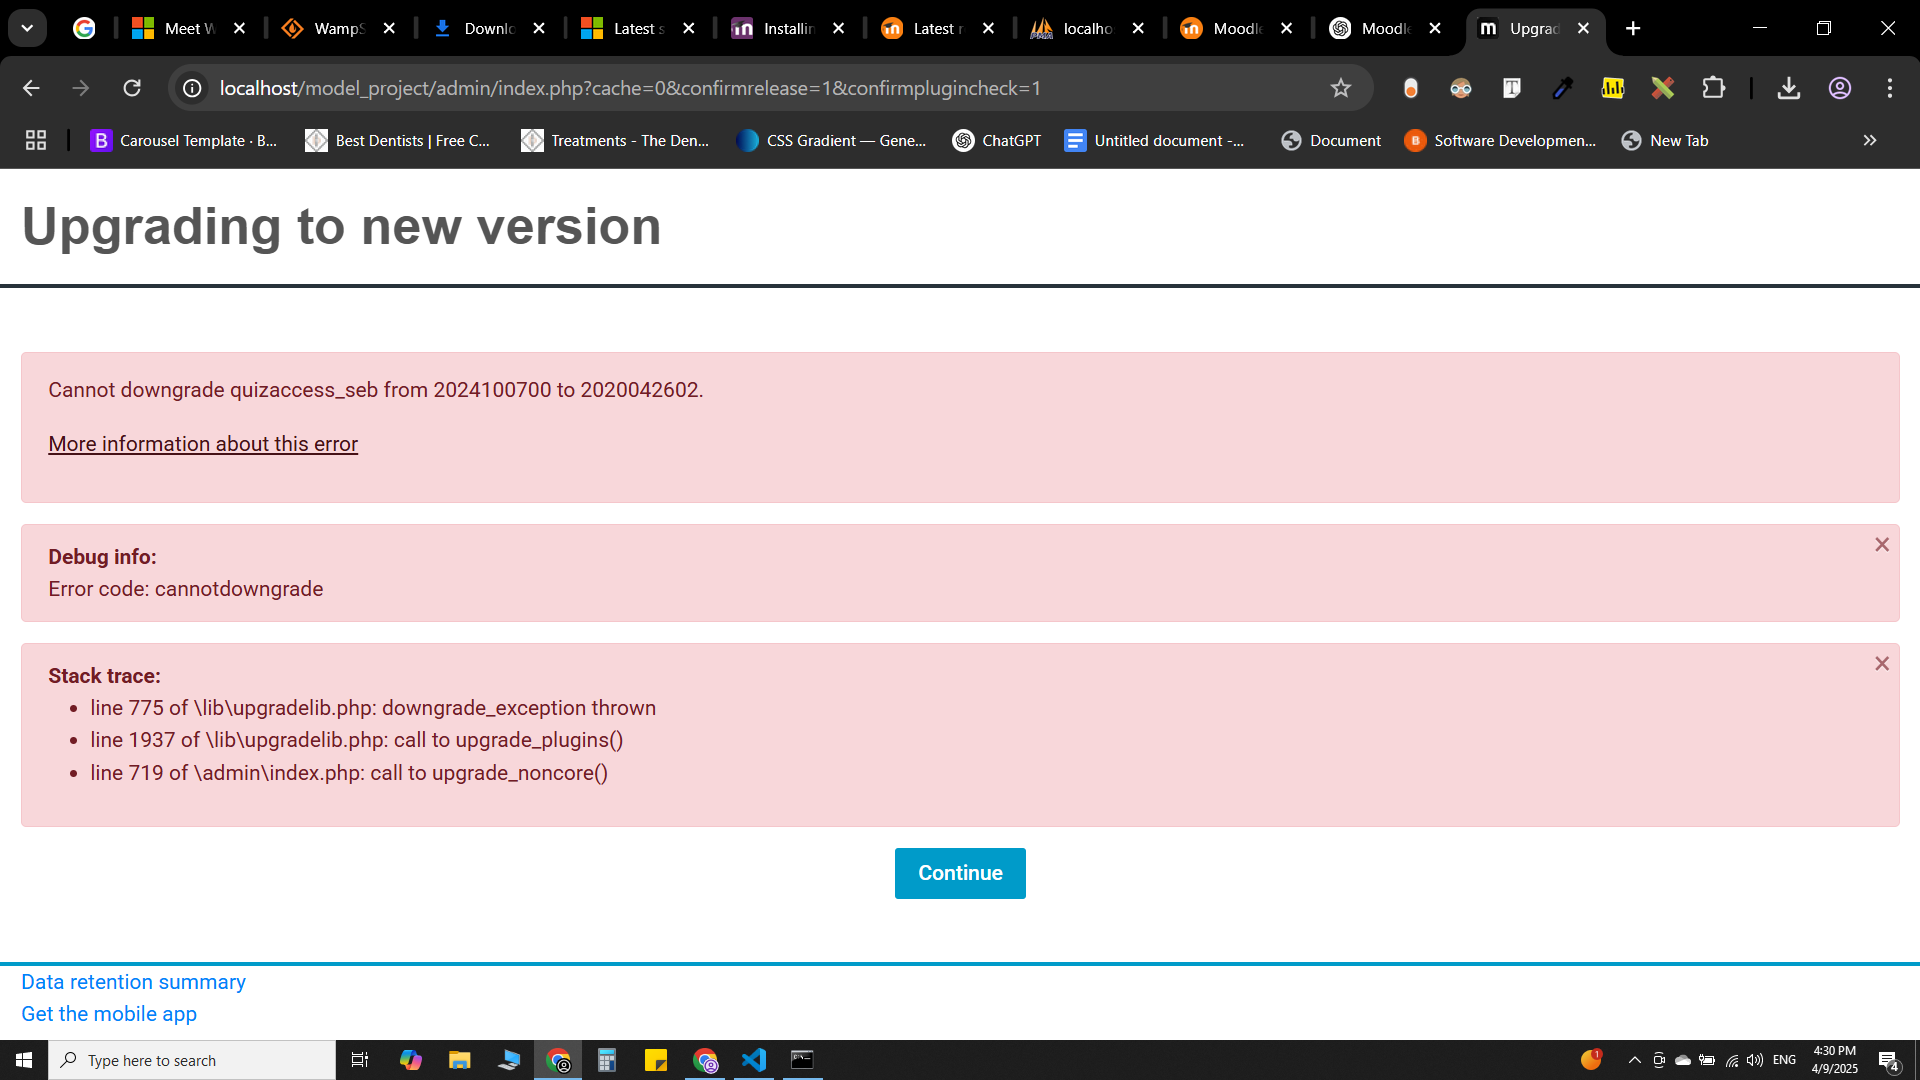 Meet W
WampS
Downlo
Latest s
Installin
Latest r
localho
Moodle
Moodle
Upgrad
localhost/model_project/admin/index.php?cache=0&confirmrelease=1&confirmplugincheck=1
Carousel Template · B...
Best Dentists | Free C...
Treatments - The Den...
CSS Gradient — Gene...
ChatGPT
Untitled document -...
Document
Software Developmen...
New Tab
Upgrading to new version
Cannot downgrade quizaccess_seb from 2024100700 to 2020042602.
More information about this error
Debug info:
Error code: cannotdowngrade
Stack trace:
• line 775 of \lib\upgradelib.php: downgrade_exception thrown
• line 1937 of \lib\upgradelib.php: call to upgrade_plugins()
• line 719 of \admin\index.php: call to upgrade_noncore()
Continue
Data retention summary
Get the mobile app
Type here to search
ENG
4:30 PM
4/9/2025
4